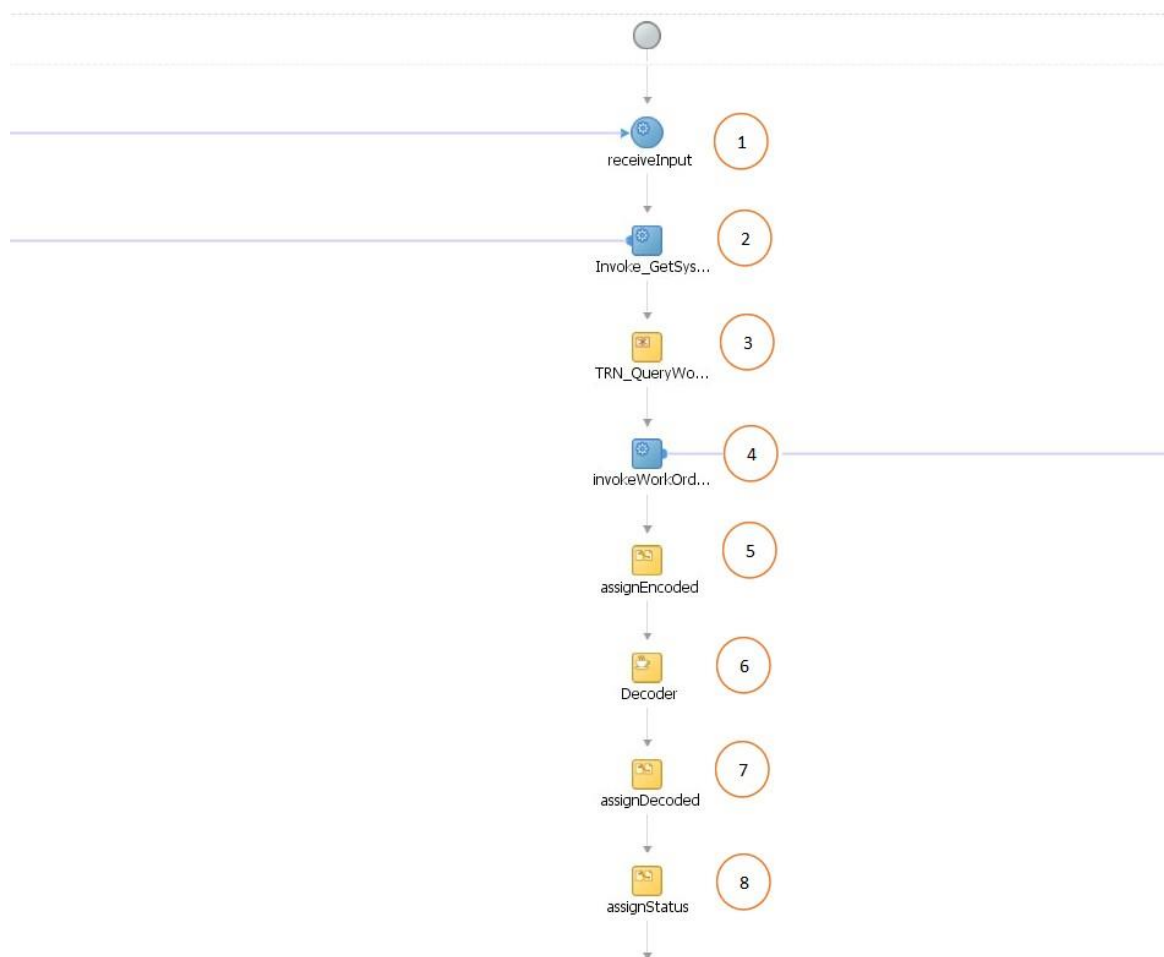 1
receiveInput
2
Invoke_GetSys...
3
TRN_QueryWo...
4
invokeWorkOrd...
5
assignEncoded
6
Decoder
7
assignDecoded
8
assignStatus